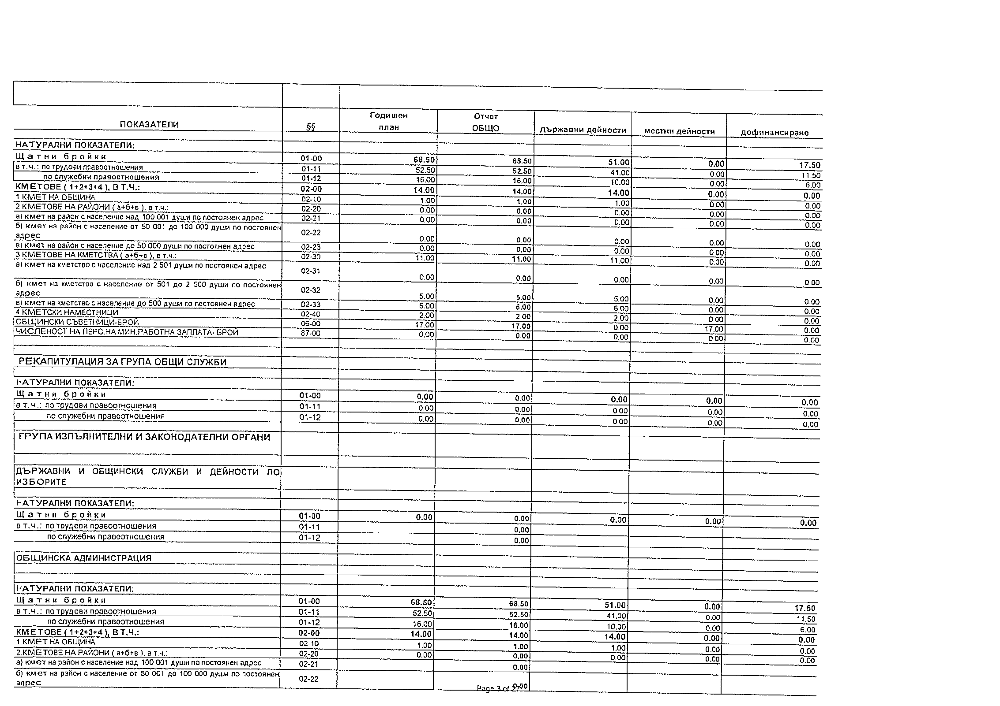 ПОКАЗАТЕЛИ §§ Годишен план Отчет ОБЩО държавни дейности местни дейности дофинансиране
НАТУРАЛНИ ПОКАЗАТЕЛИ:
Щатни бройки 01-00 68.50 68.50 51.00 0.00 17.50
в т.ч.: по трудови правоотношения 01-11 52.50 52.50 41.00 0.00 11.50
по служебни правоотношения 01-12 16.00 16.00 10.00 0.00 6.00
КМЕТОВЕ ( 1+2+3+4 ), В Т.Ч.: 02-00 14.00 14.00 14.00 0.00 0.00
1.КМЕТ НА ОБЩИНА 02-10 1.00 1.00 1.00 0.00 0.00
2.КМЕТОВЕ НА РАЙОНИ ( а+б+в ), в т.ч.: 02-20 0.00 0.00 0.00 0.00 0.00
а) кмет на район с население над 100 001 души по постоянен адрес 02-21 0.00 0.00 0.00 0.00 0.00
б) кмет на район с население от 50 001 до 100 000 души по постоянен
адрес 02-22 0.00 0.00 0.00 0.00 0.00
в) кмет на район с население до 50 000 души по постоянен адрес 02-23 0.00 0.00 0.00 0.00 0.00
3.КМЕТОВЕ НА КМЕТСТВА ( а+б+в ), в т.ч.: 02-30 11.00 11.00 11.00 0.00 0.00
а) кмет на кметство с население над 2 501 души по постоянен адрес 02-31 0.00 0.00 0.00 0.00 0.00
б) кмет на кметство с население от 501 до 2 500 души по постоянен
адрес 02-32 5.00 5.00 5.00 0.00 0.00
в) кмет на кметство с население до 500 души по постоянен адрес 02-33 6.00 6.00 6.00 0.00 0.00
4.КМЕТСКИ НАМЕСТНИЦИ 02-40 2.00 2.00 2.00 0.00 0.00
ОБЩИНСКИ СЪВЕТНИЦИ-БРОЙ 06-00 17.00 17.00 0.00 17.00 0.00
ЧИСЛЕНОСТ НА ПЕРС.НА МИН.РАБОТНА ЗАПЛАТА- БРОЙ 87-00 0.00 0.00 0.00 0.00 0.00
РЕКАПИТУЛАЦИЯ ЗА ГРУПА ОБЩИ СЛУЖБИ
НАТУРАЛНИ ПОКАЗАТЕЛИ:
Щатни бройки 01-00 0.00 0.00 0.00 0.00 0.00
в т.ч.: по трудови правоотношения 01-11 0.00 0.00 0.00 0.00 0.00
по служебни правоотношения 01-12 0.00 0.00 0.00 0.00 0.00
ГРУПА ИЗПЪЛНИТЕЛНИ И ЗАКОНОДАТЕЛНИ ОРГАНИ
ДЪРЖАВНИ И ОБЩИНСКИ СЛУЖБИ И ДЕЙНОСТИ ПО
ИЗБОРИТЕ
НАТУРАЛНИ ПОКАЗАТЕЛИ:
Щатни бройки 01-00 0.00 0.00 0.00 0.00 0.00
в т.ч.: по трудови правоотношения 01-11 0.00
по служебни правоотношения 01-12 0.00
ОБЩИНСКА АДМИНИСТРАЦИЯ
НАТУРАЛНИ ПОКАЗАТЕЛИ:
Щатни бройки 01-00 68.50 68.50 51.00 0.00 17.50
в т.ч.: по трудови правоотношения 01-11 52.50 52.50 41.00 0.00 11.50
по служебни правоотношения 01-12 16.00 16.00 10.00 0.00 6.00
КМЕТОВЕ ( 1+2+3+4 ), В Т.Ч.: 02-00 14.00 14.00 14.00 0.00 0.00
1.КМЕТ НА ОБЩИНА 02-10 1.00 1.00 1.00 0.00 0.00
2.КМЕТОВЕ НА РАЙОНИ ( а+б+в ), в т.ч.: 02-20 0.00 0.00 0.00 0.00 0.00
а) кмет на район с население над 100 001 души по постоянен адрес 02-21 0.00
б) кмет на район с население от 50 001 до 100 000 души по постоянен
адрес 02-22 0.00
Page 3 of 27